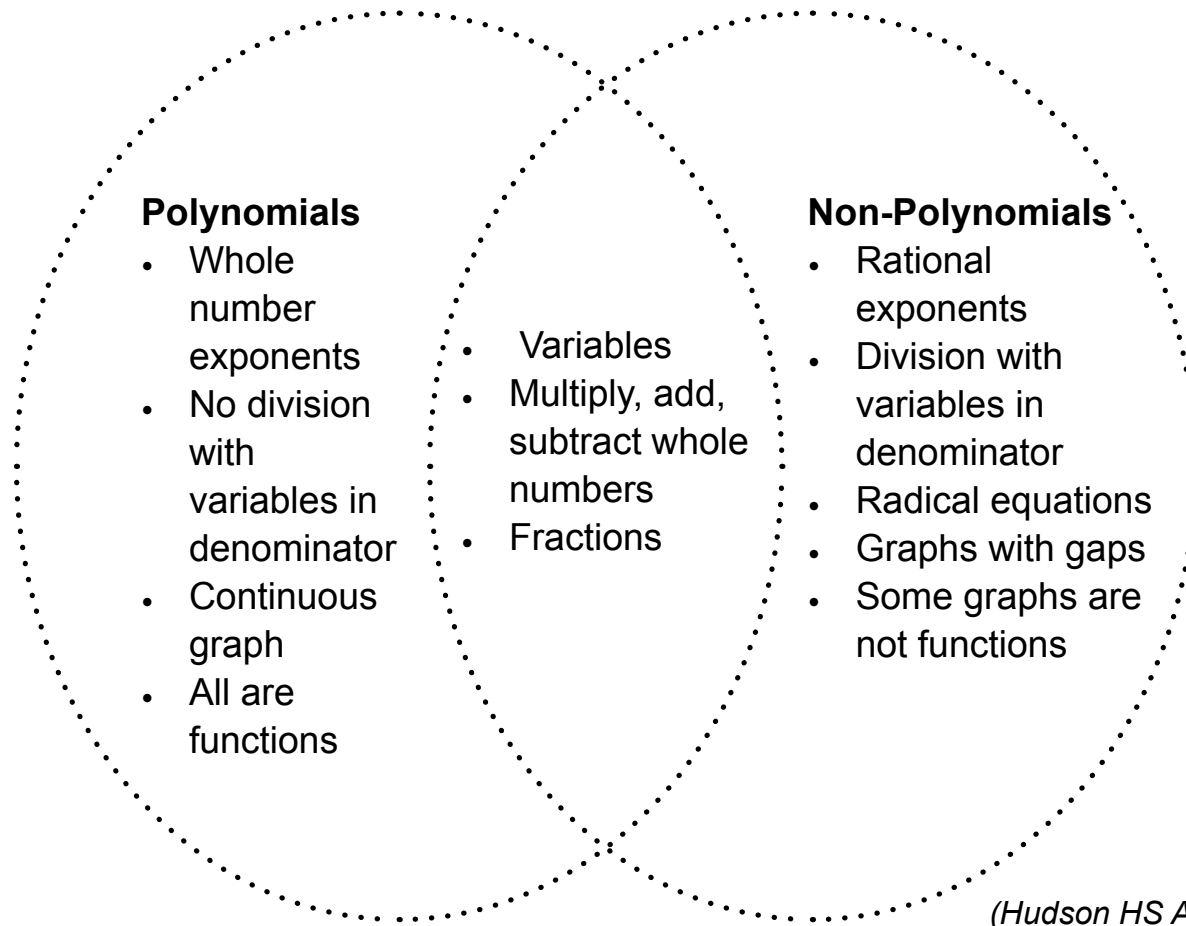 Polynomials
• Whole
number
exponents
• No division
with
variables in
denominator
• Continuous
graph
• All are
functions
• Variables
• Multiply, add,
subtract whole
numbers
• Fractions
Non-Polynomials
• Rational
exponents
• Division with
variables in
denominator
• Radical equations
• Graphs with gaps
• Some graphs are
not functions
(Hudson HS A